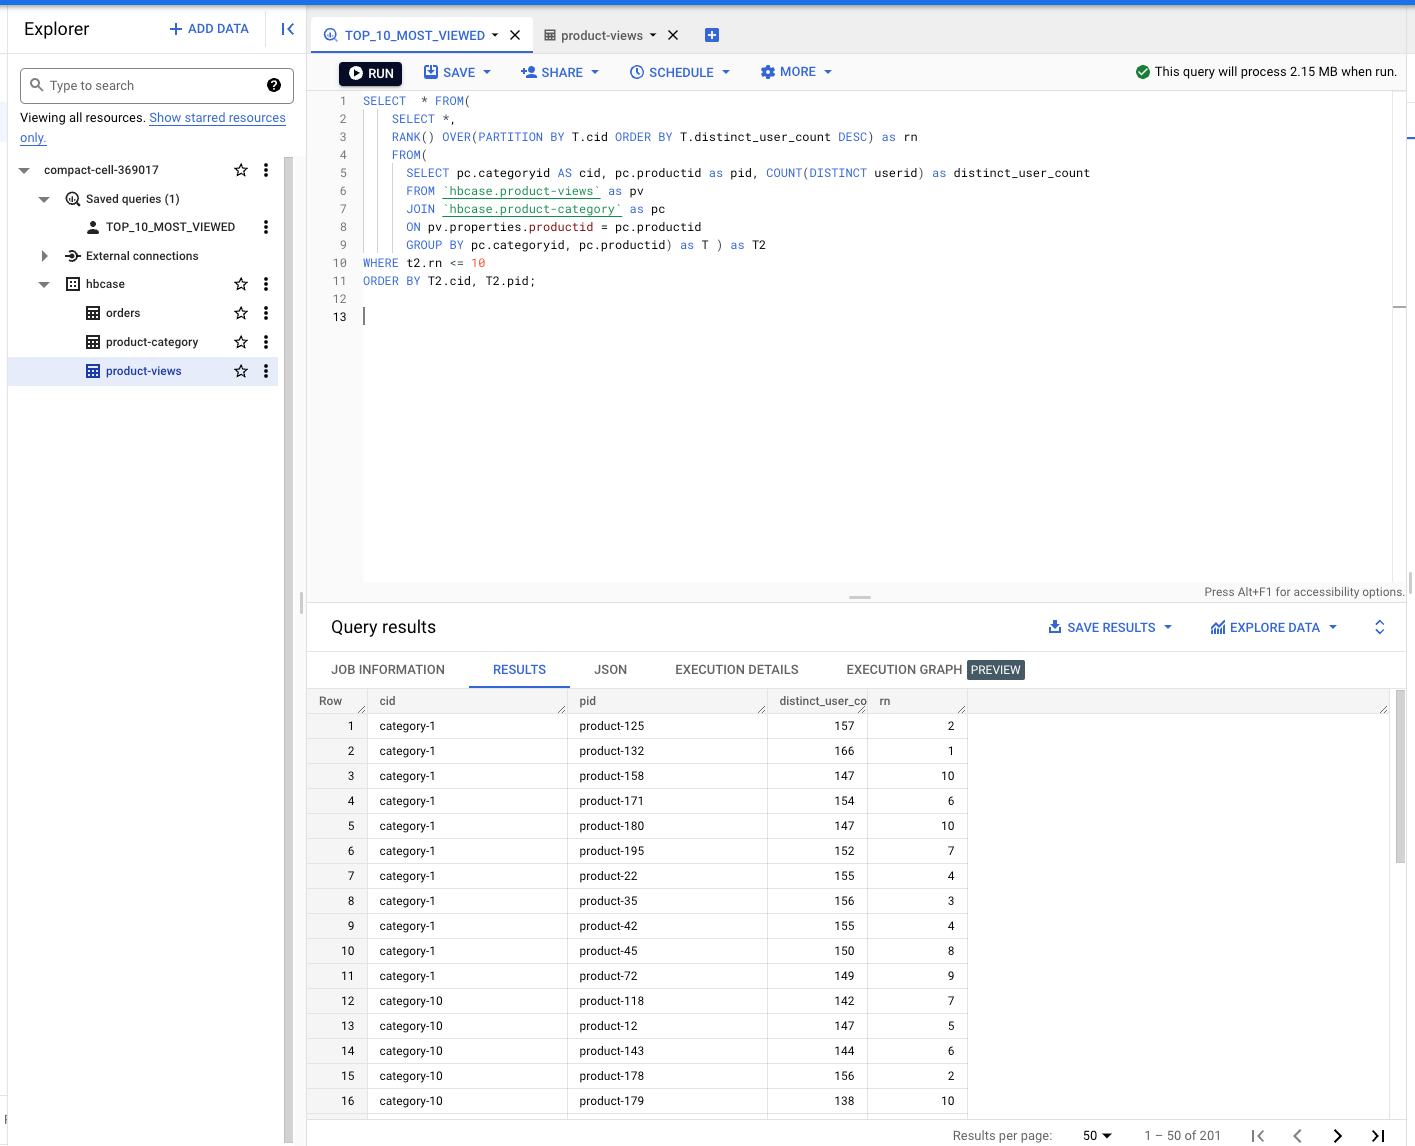 Explorer
+ ADD DATA
Type to search
Viewing all resources. Show starred resources
only.
compact-cell-369017
Saved queries (1)
TOP_10_MOST_VIEWED
External connections
hbcase
orders
product-category
product-views
TOP_10_MOST_VIEWED
product-views
RUN
SAVE
SHARE
SCHEDULE
MORE
This query will process 2.15 MB when run.
1 SELECT * FROM(
2 SELECT *,
3 RANK() OVER(PARTITION BY T.cid ORDER BY T.distinct_user_count DESC) as rn
4 FROM(
5 SELECT pc.categoryid AS cid, pc.productid as pid, COUNT(DISTINCT userid) as distinct_user_count
6 FROM `hbcase.product-views` as pv
7 JOIN `hbcase.product-category` as pc
8 ON pv.properties.productid = pc.productid
9 GROUP BY pc.categoryid, pc.productid) as T ) as T2
10 WHERE t2.rn <= 10
11 ORDER BY T2.cid, T2.pid;
12
13
Press Alt+F1 for accessibility options.
Query results
SAVE RESULTS
EXPLORE DATA
JOB INFORMATION
RESULTS
JSON
EXECUTION DETAILS
EXECUTION GRAPH PREVIEW
Row cid pid distinct_user_co rn
1 category-1 product-125 157 2
2 category-1 product-132 166 1
3 category-1 product-158 147 10
4 category-1 product-171 154 6
5 category-1 product-180 147 10
6 category-1 product-195 152 7
7 category-1 product-22 155 4
8 category-1 product-35 156 3
9 category-1 product-42 155 4
10 category-1 product-45 150 8
11 category-1 product-72 149 9
12 category-10 product-118 142 7
13 category-10 product-12 147 5
14 category-10 product-143 144 6
15 category-10 product-178 156 2
16 category-10 product-179 138 10
Results per page: 50 1 – 50 of 201